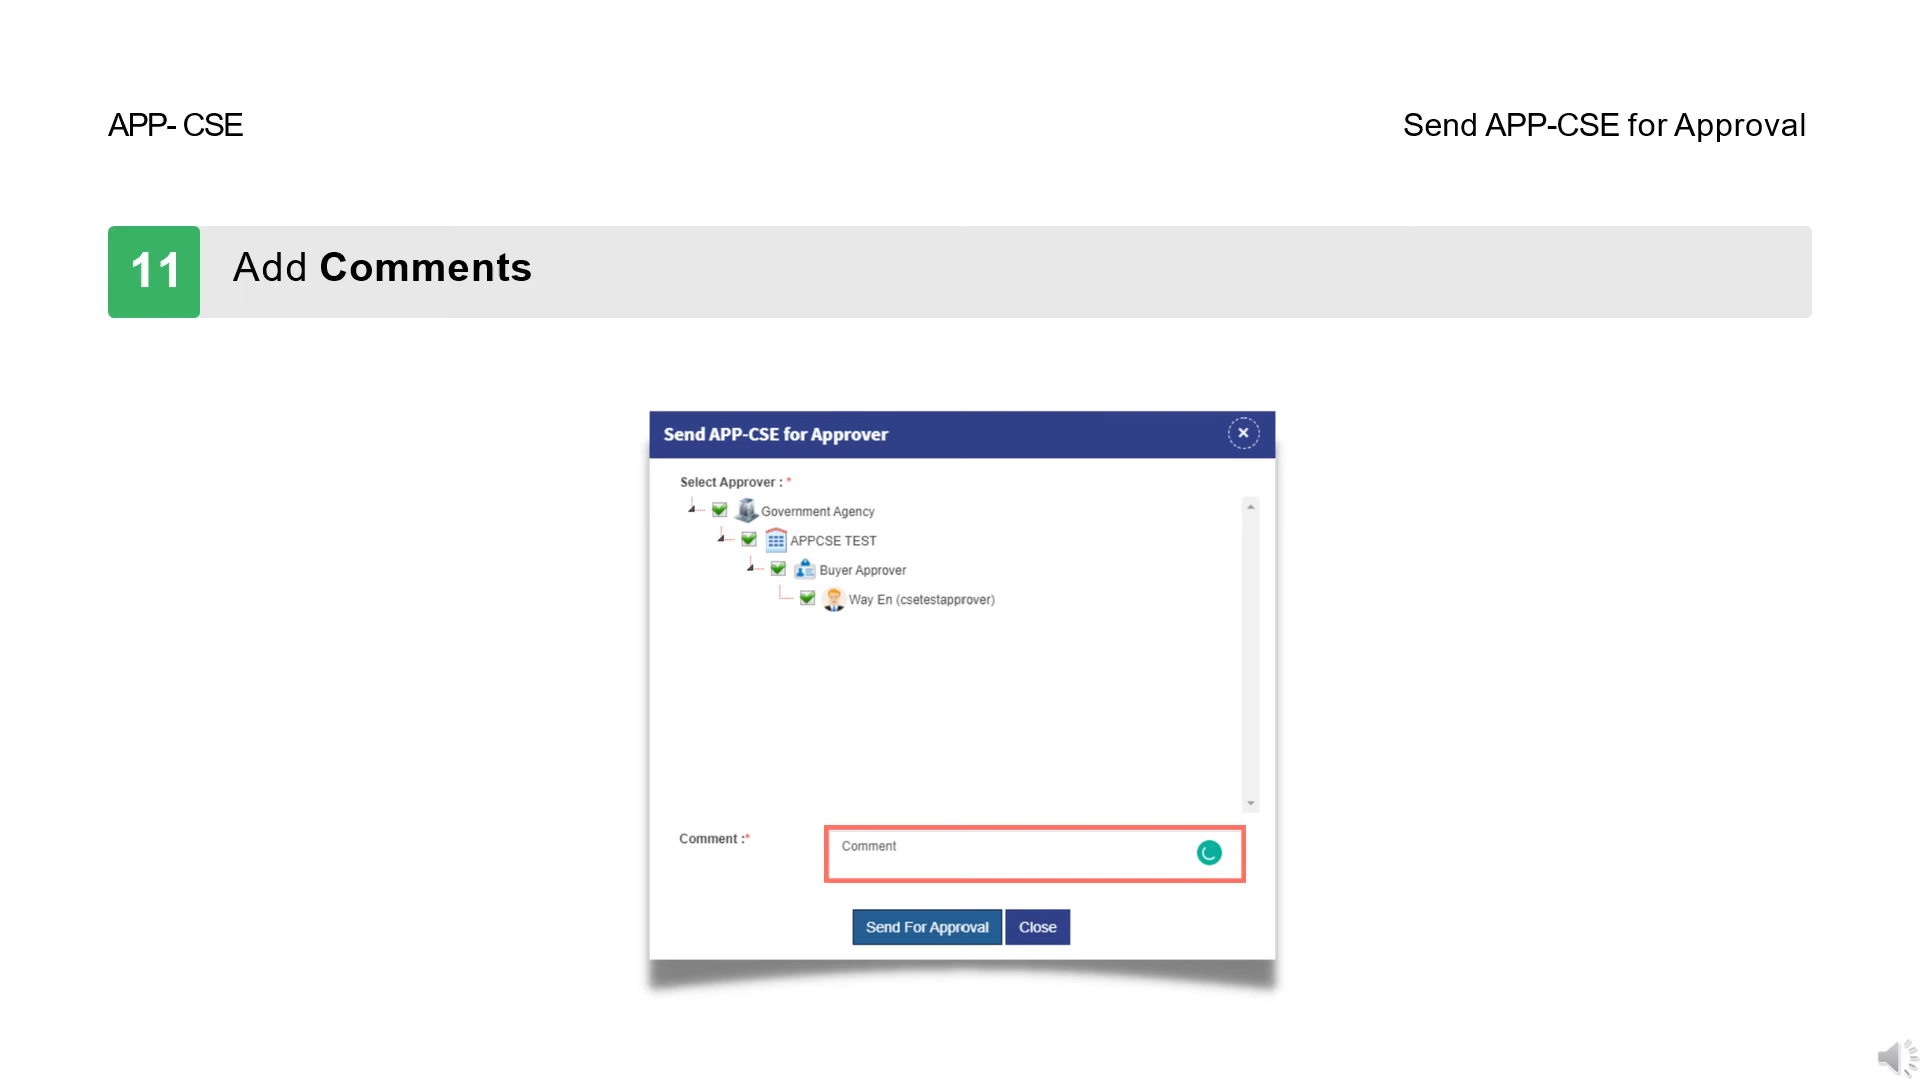 APP- CSE
Send APP-CSE for Approval
11 Add Comments
Send APP-CSE for Approver
Select Approver : *
Government Agency
APPCSE TEST
Buyer Approver
Way En (csetestapprover)
Comment :*
Comment
Send For Approval
Close